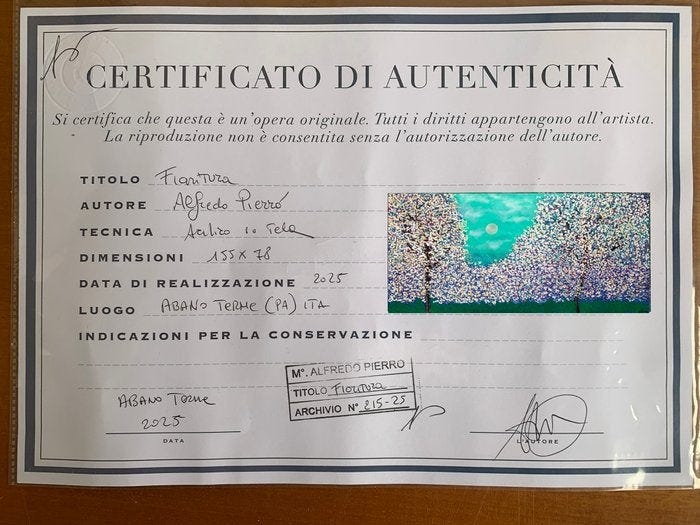 CERTIFICATO DI AUTENTICITÀ
Si certifica che questa è un'opera originale. Tutti i diritti appartengono all'artista.
La riproduzione non è consentita senza l'autorizzazione dell'autore.
TITOLO Fioritura
AUTORE Alfredo Pierró
TECNICA Acrilico su Tela
DIMENSIONI 155 x 78
DATA DI REALIZZAZIONE 2025
LUOGO ABANO TERME (PA) ITA
INDICAZIONI PER LA CONSERVAZIONE
M°. ALFREDO PIERRO
TITOLO Fioritura
ARCHIVIO N° 215-25
ABANO TERME
2025
DATA
L'AUTORE